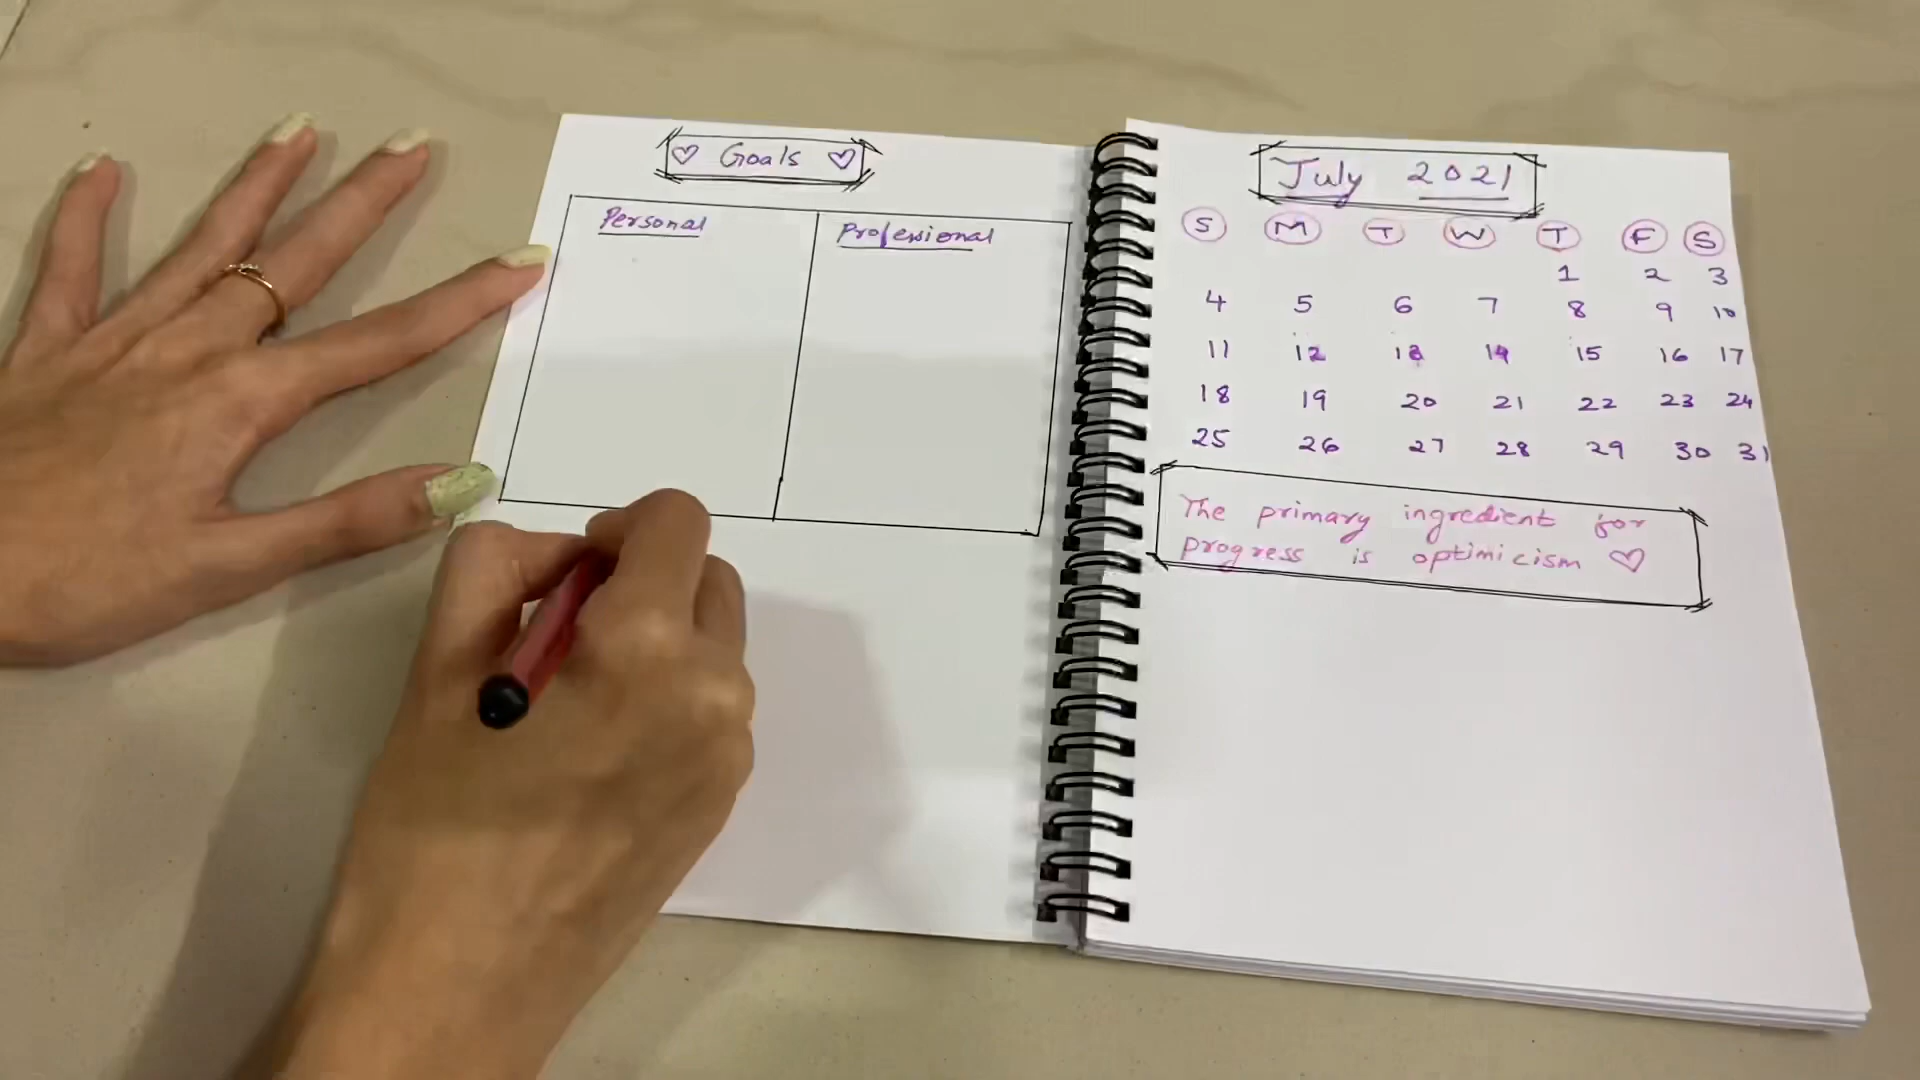 ♡ Goals ♡
Personal
Professional
July 2021
S M T W T F S
1 2 3
4 5 6 7 8 9 10
11 12 13 14 15 16 17
18 19 20 21 22 23 24
25 26 27 28 29 30 31
The primary ingredient for
progress is optimicism ♡